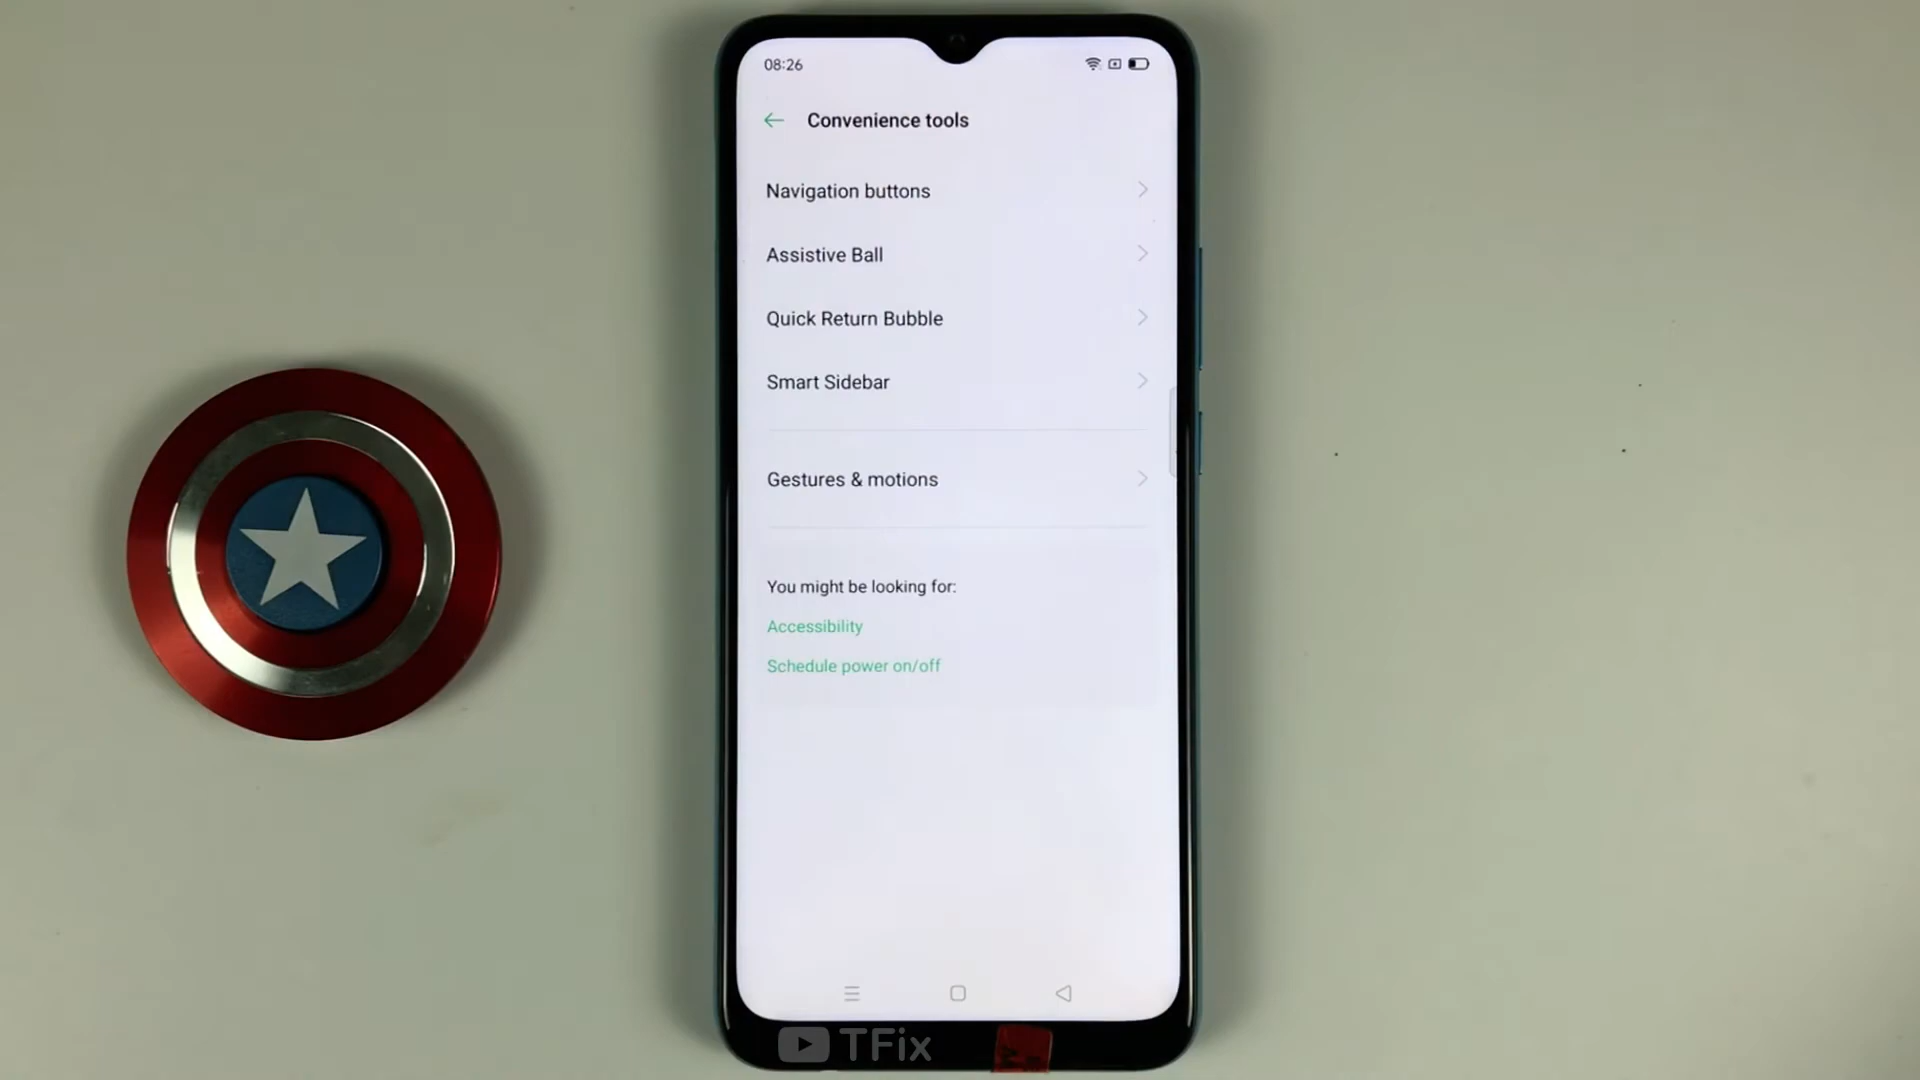 08:26
Convenience tools
Navigation buttons
Assistive Ball
Quick Return Bubble
Smart Sidebar
Gestures & motions
You might be looking for:
Accessibility
Schedule power on/off
TFix